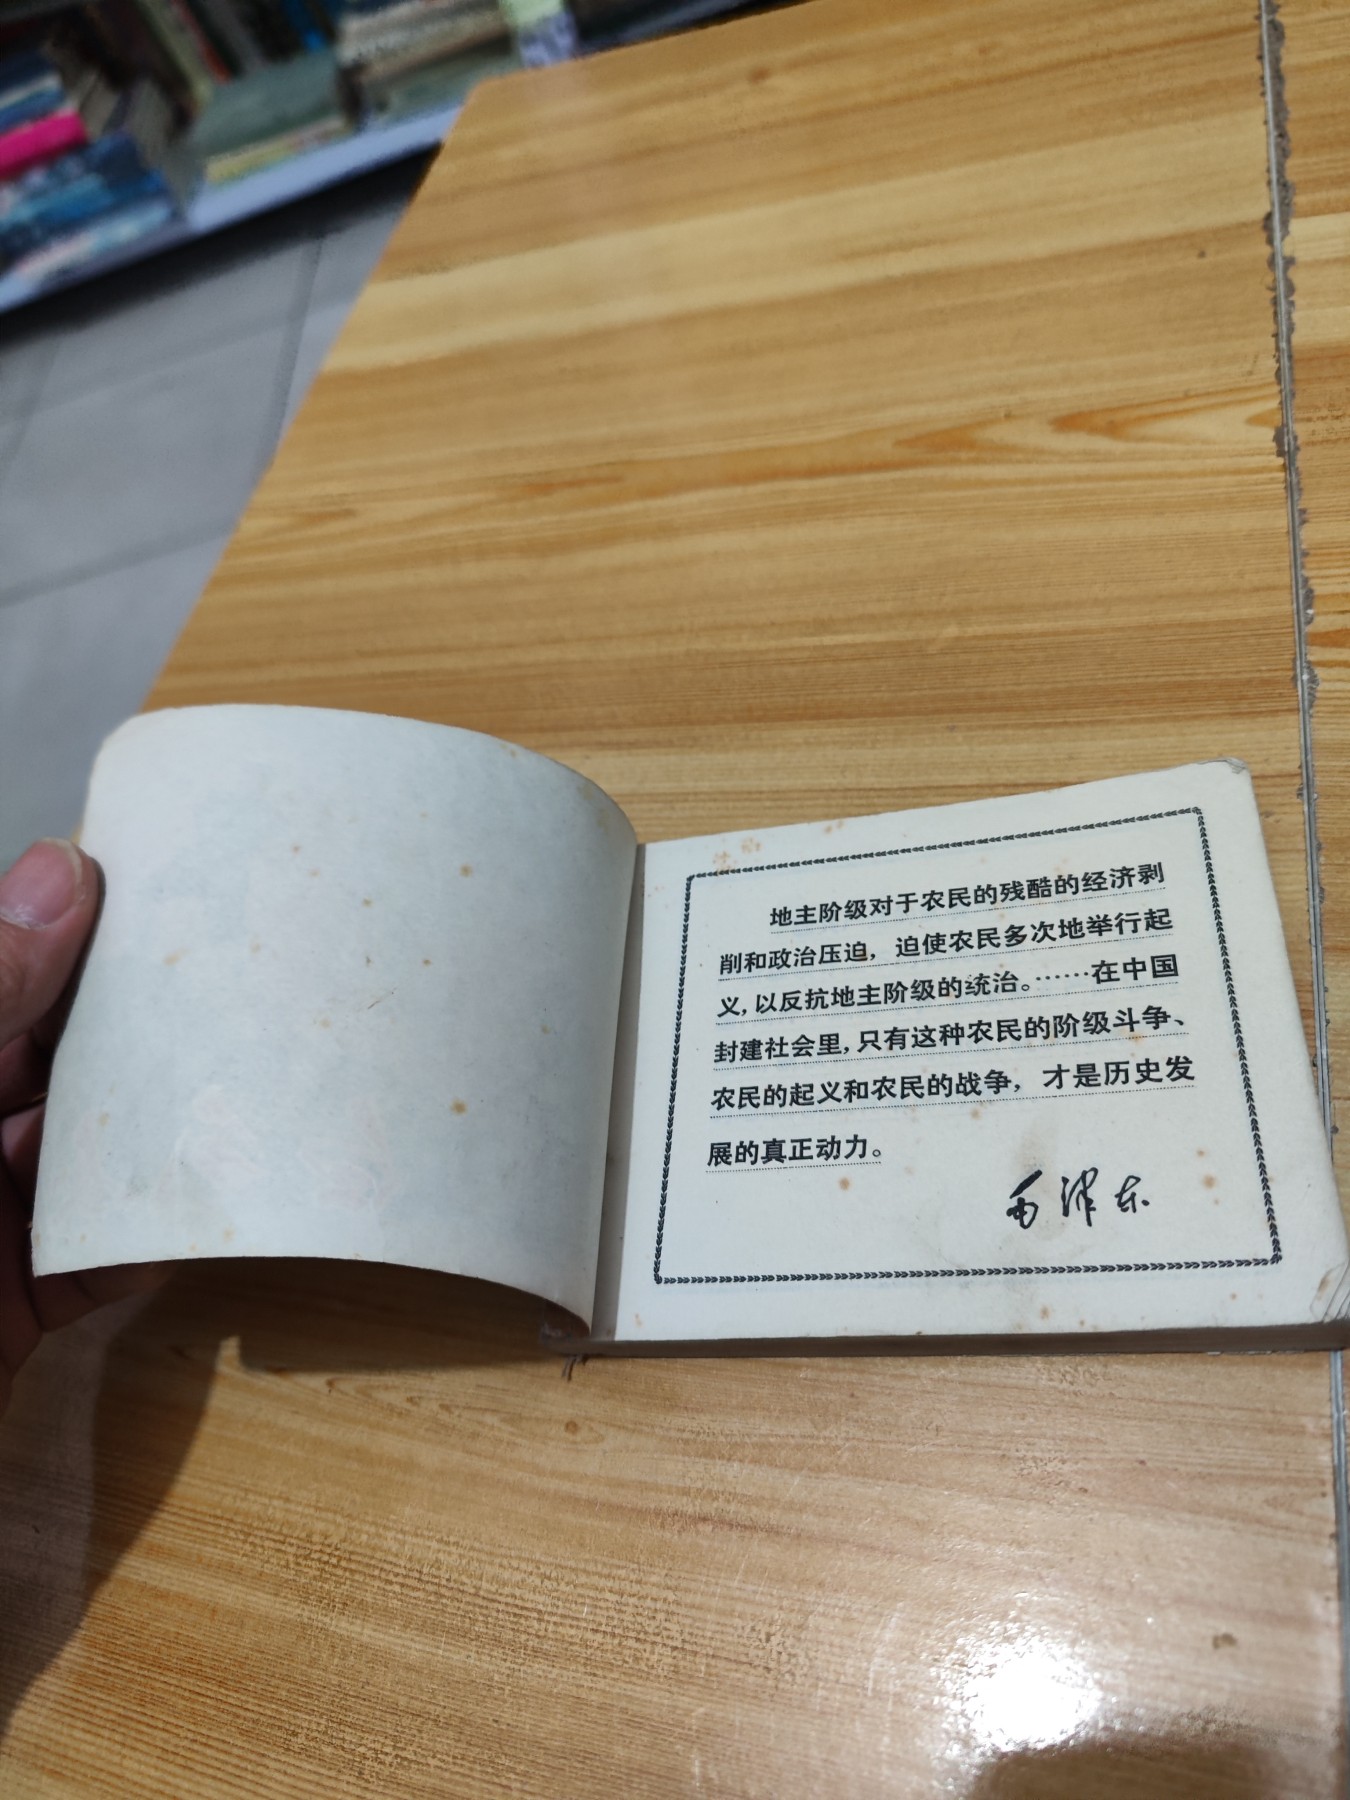 地主阶级对于农民的残酷的经济剥
削和政治压迫，迫使农民多次地举行起
义，以反抗地主阶级的统治。……在中国
封建社会里，只有这种农民的阶级斗争、
农民的起义和农民的战争，才是历史发
展的真正动力。
毛泽东